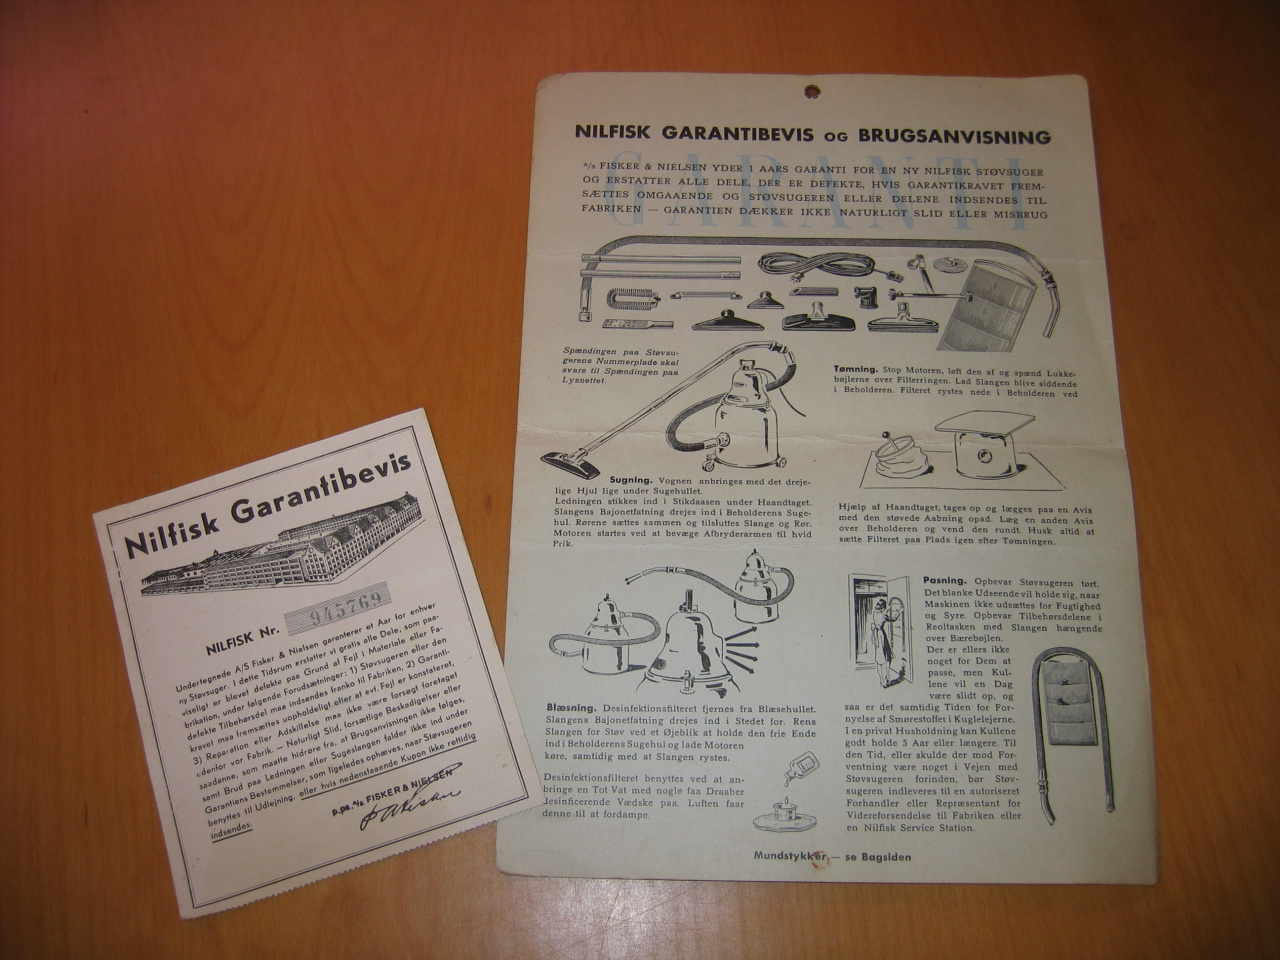 NILFISK GARANTIBEVIS OG BRUGSANVISNING
GARANTI
A/S FISKER & NIELSEN YDER 1 AARS GARANTI FOR EN NY NILFISK STØVSUGER
OG ERSTATTER ALLE DELE, DER ER DEFEKTE, HVIS GARANTIKRAVET FREM-
SÆTTES OMGAAENDE OG STØVSUGEREN ELLER DELENE INDSENDES TIL
FABRIKEN — GARANTIEN DÆKKER IKKE NATURLIGT SLID ELLER MISBRUG
Spændingen paa Støvsu-
gerens Nummerplade skal
svare til Spændingen paa
Lysnettet.
Sugning. Vognen anbringes med det dreje-
lige Hjul lige under Sugehullet.
Ledningen stikkes ind i Stikdaasen under Haandtaget.
Slangens Bajonetfatning drejes ind i Beholderens Suge-
hul. Rørene sættes sammen og tilsluttes Slange og Rør.
Motoren startes ved at bevæge Afbryderarmen til hvid
Prik.
Blæsning. Desinfektionsfilteret fjernes fra Blæsehullet.
Slangens Bajonetfatning drejes ind i Stedet for. Rens
Slangen for Støv et Øjeblik at holde den frie Ende
ind i Beholderens Sugehul og lade Motoren
køre, samtidig med at Slangen rystes.
Desinfektionsfilteret benyttes ved at an-
bringe en Tot Vat med nogle faa Draaber
desinficerende Vædske paa. Luften faar
denne til at fordampe.
Tømning. Stop Motoren, løft den af og spænd Lukke-
bøjlerne over Filterringen. Lad Slangen blive siddende
i Beholderen. Filteret rystes nede i Beholderen ved
Hjælp af Haandtaget, tages op og lægges paa en Avis
med den støvede Aabning opad. Læg en anden Avis
over Beholderen og vend den rundt. Husk altid at
sætte Filteret paa Plads igen efter Tømningen.
Pasning. Opbevar Støvsugeren tørt.
Det blanke Udseende vil holde sig, naar
Maskinen ikke udsættes for Fugtighed
og Syre. Opbevar Tilbehørsdelene i
Reoltasken med Slangen hængende
over Bærebøjlen.
Der er ellers ikke
noget for Dem at
passe, men Kul-
lene vil en Dag
være slidt op, og
saa er det samtidig Tiden for For-
nyelse af Smørestoffet i Kuglelejerne.
I en privat Husholdning kan Kullene
godt holde 5 Aar eller længere. Til
den Tid, eller skulde der mod For-
ventning være noget i Vejen med
Støvsugeren forinden, bør Støv-
sugeren indleveres til en autoriseret
Forhandler eller Repræsentant for
Videreforsendelse til Fabriken eller
en Nilfisk Service Station.
Mundstykker — se Bagsiden
Nilfisk Garantibevis
NILFISK Nr. 945769
Undertegnede A/S Fisker & Nielsen garanterer et Aar for enhver
ny Støvsuger. I dette Tidsrum erstatter vi gratis alle Dele, som paa-
viseligt er blevet defekte paa Grund af Fejl i Materiale eller Fa-
brikation, under følgende Forudsætninger: 1) Støvsugeren eller den
defekte Tilbehørsdel maa indsendes franko til Fabriken, 2) Garanti-
kravet maa fremsættes uopholdeligt efter at evt. Fejl er konstateret,
3) Reparation eller Adskillelse maa ikke være forsøgt foretaget
udenfor vor Fabrik. — Naturligt Slid, forsætlige Beskadigelser eller
saadanne, som maatte hidrøre fra, at Brugsanvisningen ikke følges,
samt Brud paa Ledningen eller Sugeslangen falder ikke ind under
Garantiens Bestemmelser, som ligeledes ophæves, naar Støvsugeren
benyttes til Udlejning, eller hvis nedenstaaende Kupon ikke rettidig
indsendes.
p.pa. A/S FISKER & NIELSEN